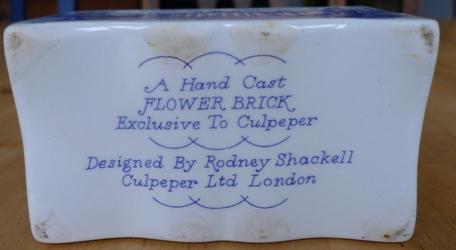 A Hand Cast
FLOWER BRICK
Exclusive To Culpeper
Designed By Rodney Shackell
Culpeper Ltd London